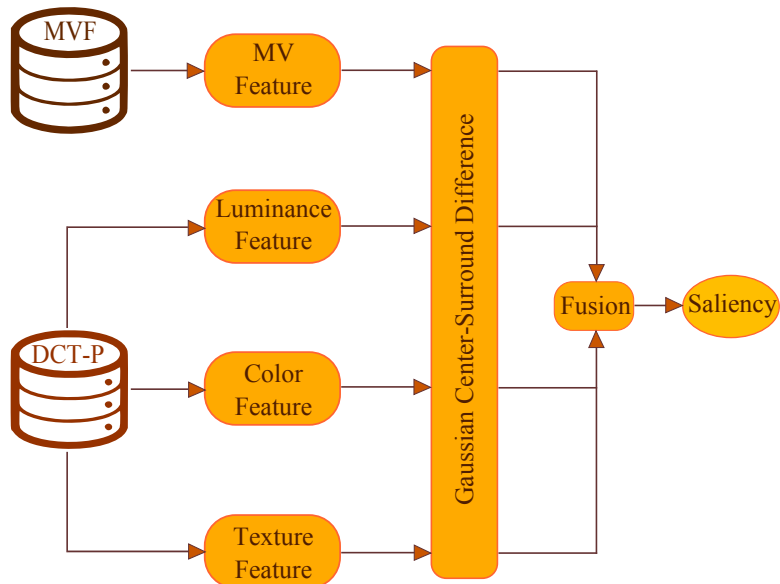 MVF
MV
Feature
Luminance
Feature
DCT-P
Color
Feature
Texture
Feature
Gaussian Center-Surround Difference
Fusion
Saliency